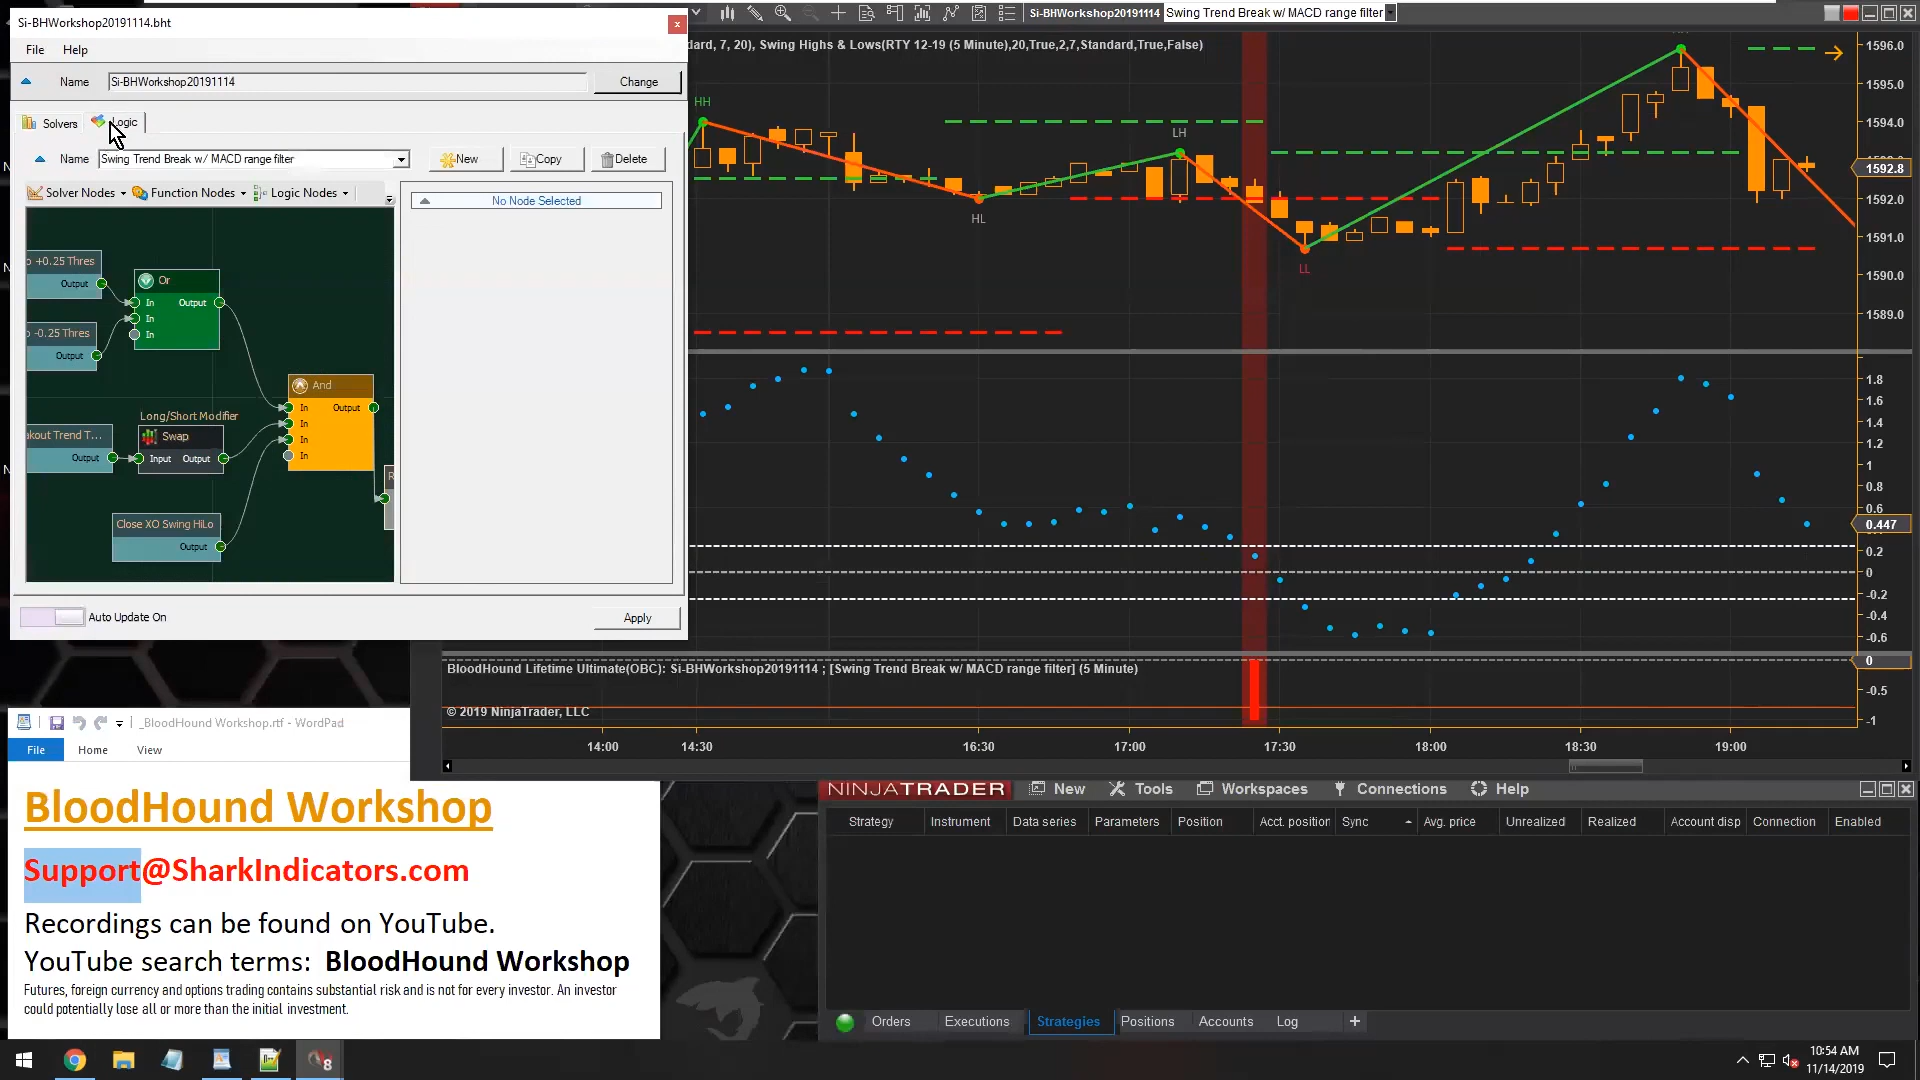 Si-BHWorkshop20191114.bht
File Help
Name Si-BHWorkshop20191114 Change
Solvers Logic
Name Swing Trend Break w/ MACD range filter New Copy Delete
Solver Nodes Function Nodes Logic Nodes
No Node Selected
+0.25 Thres
Output
Or
In Output
In
In
-0.25 Thres
Output
And
In Output
In
In
In
Long/Short Modifier
akout Trend T...
Output
Swap
Input Output
Close XO Swing HiLo
Output
Auto Update On
Apply
Si-BHWorkshop20191114 Swing Trend Break w/ MACD range filter
dard, 7, 20), Swing Highs & Lows(RTY 12-19 (5 Minute),20,True,2,7,Standard,True,False)
HH
HL
LH
LL
1596.0
1595.0
1594.0
1592.8
1592.0
1591.0
1590.0
1589.0
1.8
1.6
1.4
1.2
1
0.8
0.6
0.447
0.2
0
-0.2
-0.4
-0.6
BloodHound Lifetime Ultimate(OBC): Si-BHWorkshop20191114 ; [Swing Trend Break w/ MACD range filter] (5 Minute)
0
-0.5
-1
© 2019 NinjaTrader, LLC
14:00 14:30 16:30 17:00 17:30 18:00 18:30 19:00
_BloodHound Workshop.rtf - WordPad
File Home View
BloodHound Workshop
Support@SharkIndicators.com
Recordings can be found on YouTube.
YouTube search terms: BloodHound Workshop
Futures, foreign currency and options trading contains substantial risk and is not for every investor. An investor
could potentially lose all or more than the initial investment.
NINJATRADER New Tools Workspaces Connections Help
Strategy Instrument Data series Parameters Position Acct. position Sync Avg. price Unrealized Realized Account disp Connection Enabled
Orders Executions Strategies Positions Accounts Log +
8
10:54 AM
11/14/2019